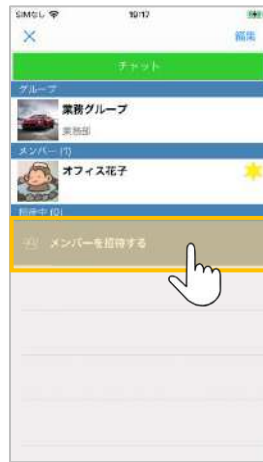 SIMなし 19:17
編集
チャット
グループ
業務グループ
業務部
メンバー (1)
オフィス花子
招待中 (0)
メンバーを招待する